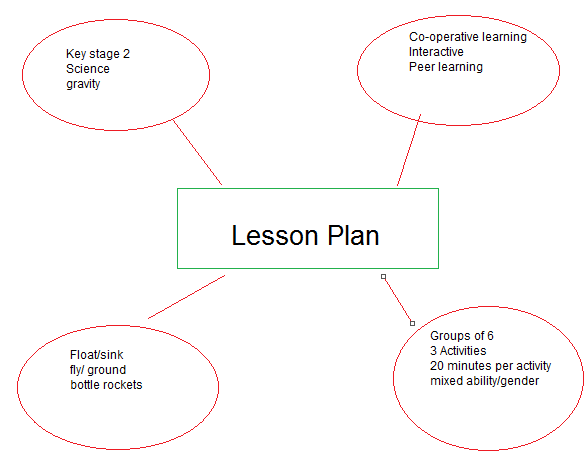 Key stage 2
Science
gravity
Co-operative learning
Interactive
Peer learning
Lesson Plan
Float/sink
fly/ ground
bottle rockets
Groups of 6
3 Activities
20 minutes per activity
mixed ability/gender